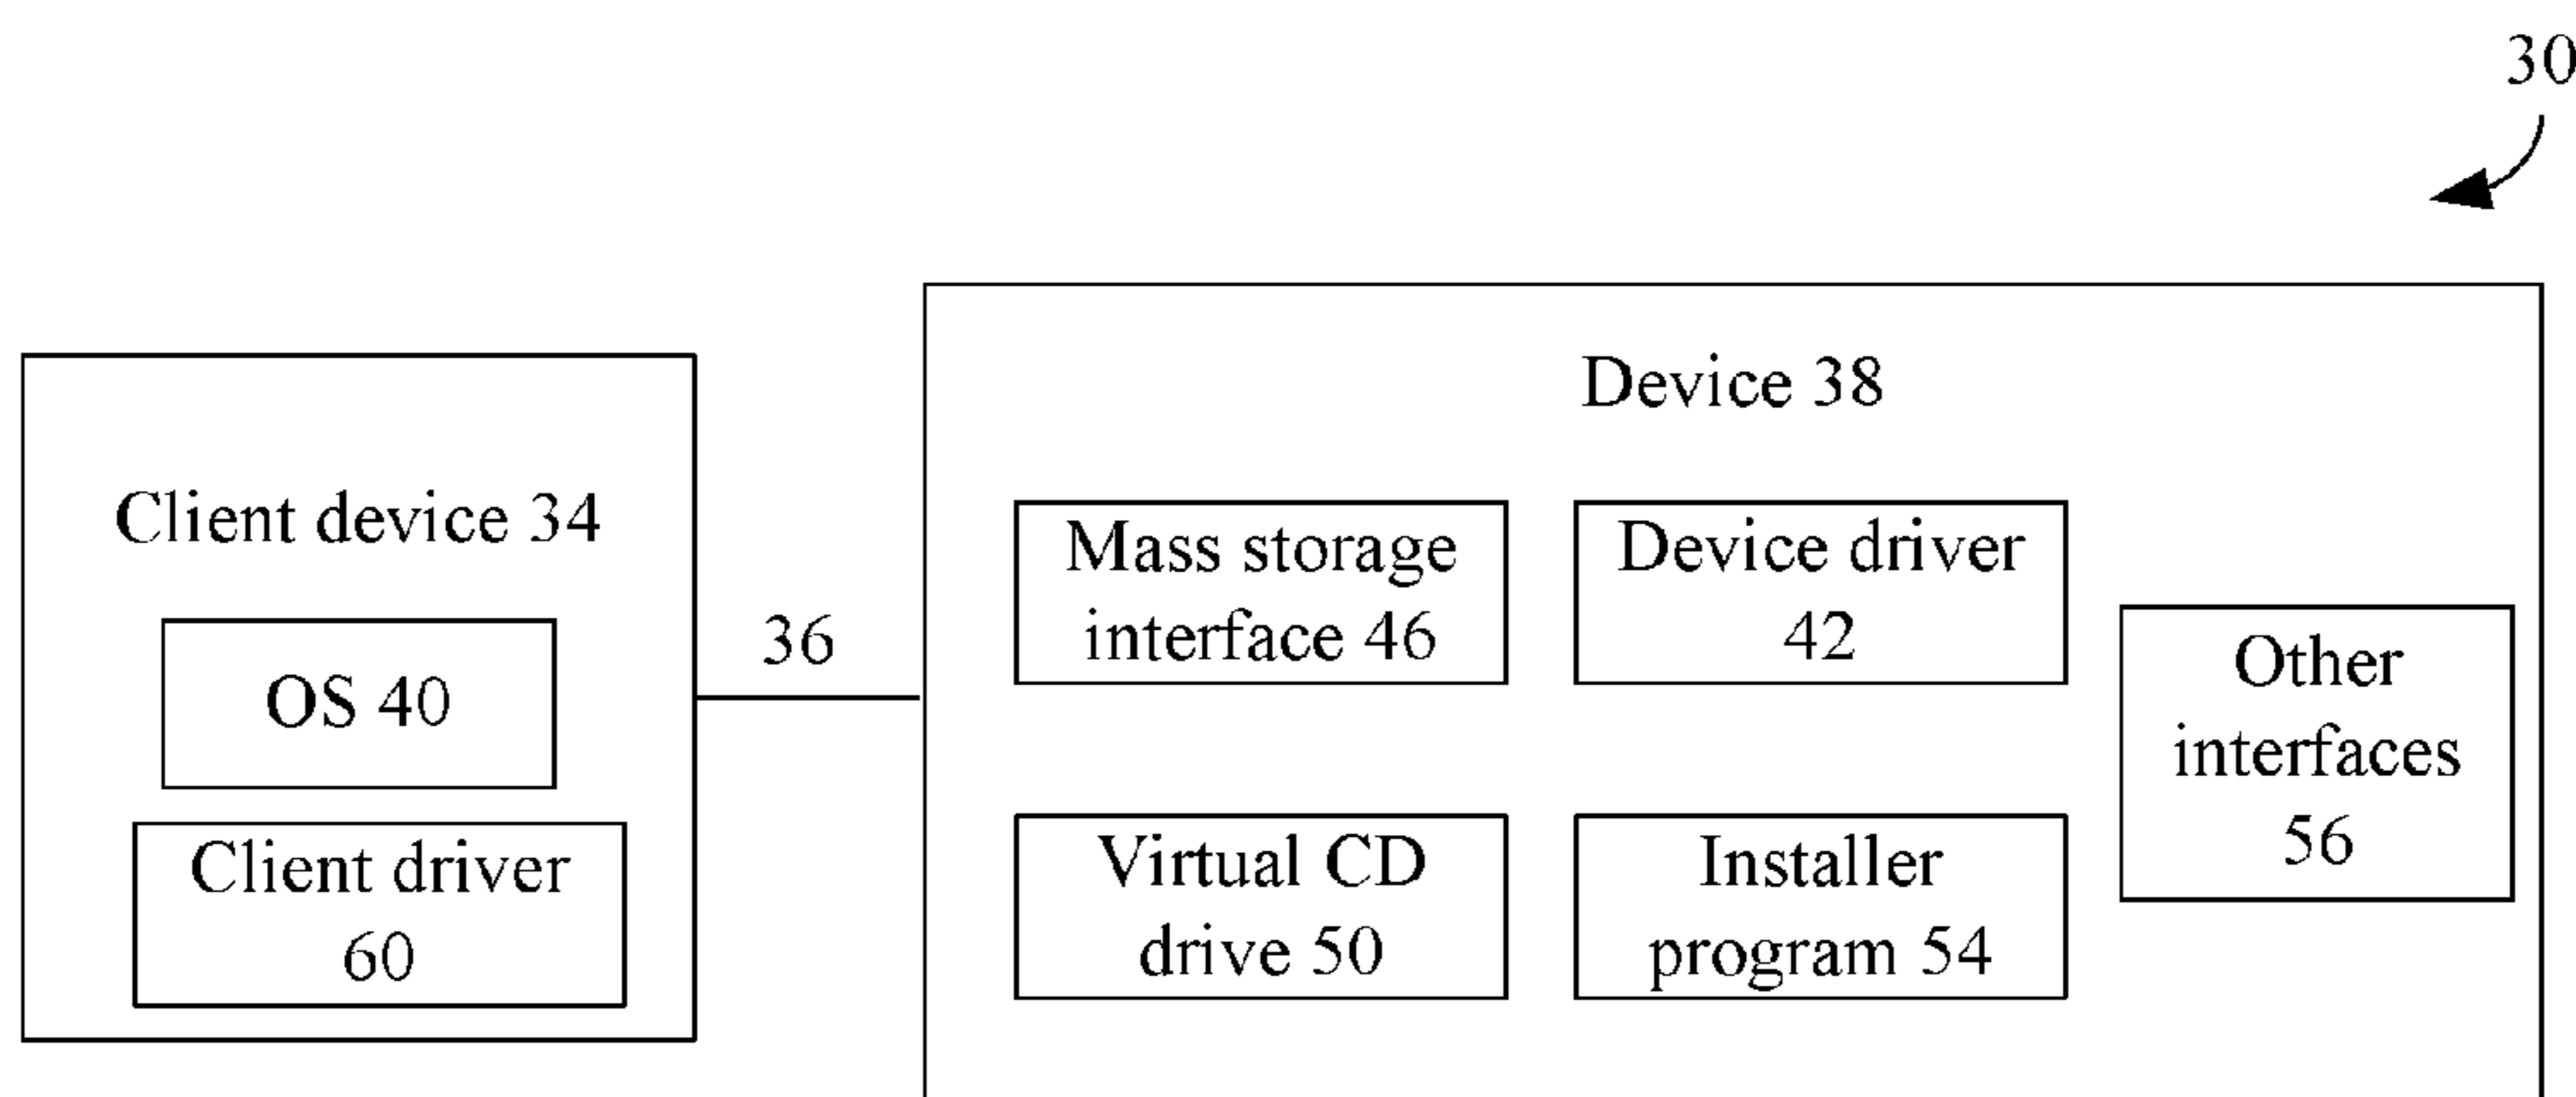 30
Client device 34
OS 40
Client driver
60
36
Device 38
Mass storage
interface 46
Device driver
42
Virtual CD
drive 50
Installer
program 54
Other
interfaces
56